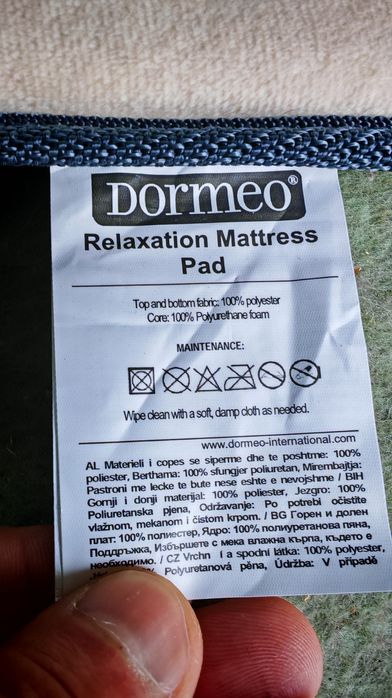 DORMEO®
Relaxation Mattress
Pad
Top and bottom fabric: 100% polyester
Core: 100% Polyurethane foam
MAINTENANCE:
Wipe clean with a soft, damp cloth as needed.
www.dormeo-international.com
AL Materieli i copes se siperme dhe te poshtme: 100%
poliester, Berthama: 100% sfungjer poliuretan, Mirembajtja:
Pastroni me lecke te bute nese eshte e nevojshme / BIH
Gornji i donji materijal: 100% poliester, Jezgro: 100%
Poliuretanska pjena, Održavanje: Po potrebi očistite
vlažnom, mekanom i čistom krpom. / BG Горен и долен
плат: 100% полиестер, Ядро: 100% полиуретанова пяна,
Поддръжка, Избършете с мека влажна кърпа, където е
необходимо. / CZ Vrchn í a spodní látka: 100% polyester,
Polyuretanová pěna, Údržba: V případě